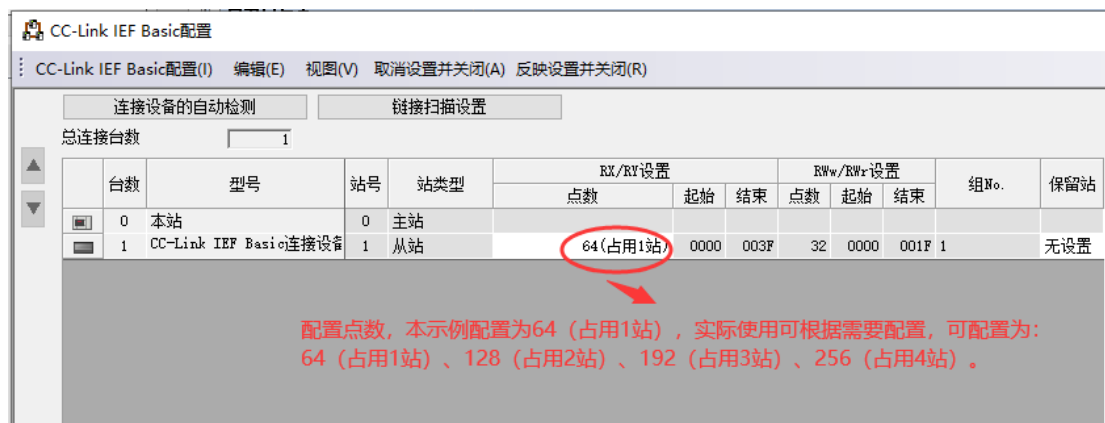 CC-Link IEF Basic配置
CC-Link IEF Basic配置(I) 编辑(E) 视图(V) 取消设置并关闭(A) 反映设置并关闭(R)
连接设备的自动检测 链接扫描设置
总连接台数 1
台数 型号 站号 站类型 RX/RY设置 RWw/RWr设置 组No. 保留站
点数 起始 结束 点数 起始 结束
0 本站 0 主站
1 CC-Link IEF Basic连接设备 1 从站 64(占用1站) 0000 003F 32 0000 001F 1 无设置
配置点数，本示例配置为64（占用1站），实际使用可根据需要配置，可配置为：
64（占用1站）、128（占用2站）、192（占用3站）、256（占用4站）。